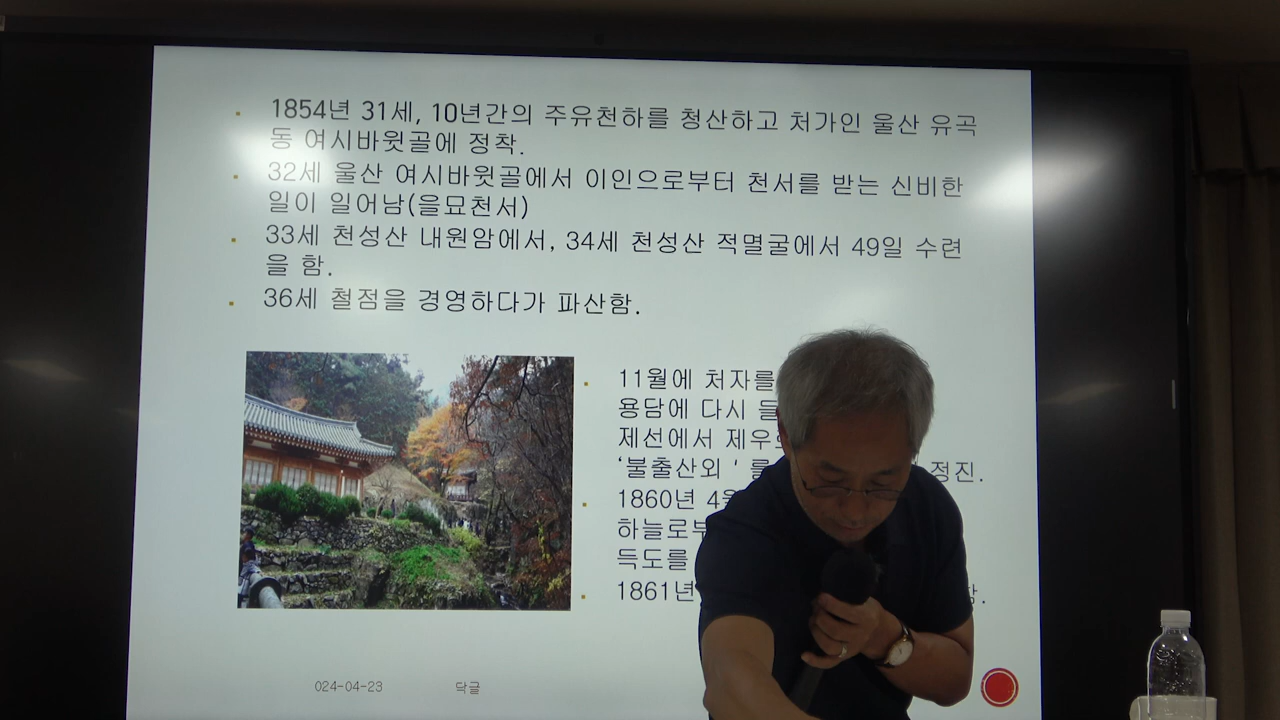 1854년 31세, 10년간의 주유천하를 청산하고 처가인 울산 유곡
동 여시바윗골에 정착.
32세 울산 여시바윗골에서 이인으로부터 천서를 받는 신비한
일이 일어남(을묘천서)
33세 천성산 내원암에서, 34세 천성산 적멸굴에서 49일 수련
을 함.
36세 철점을 경영하다가 파산함.
11월에 처자를
용담에 다시
제선에서
‘불출산외 ' 를 정진.
1860년
득도를
1861년
024-04-23 닥글